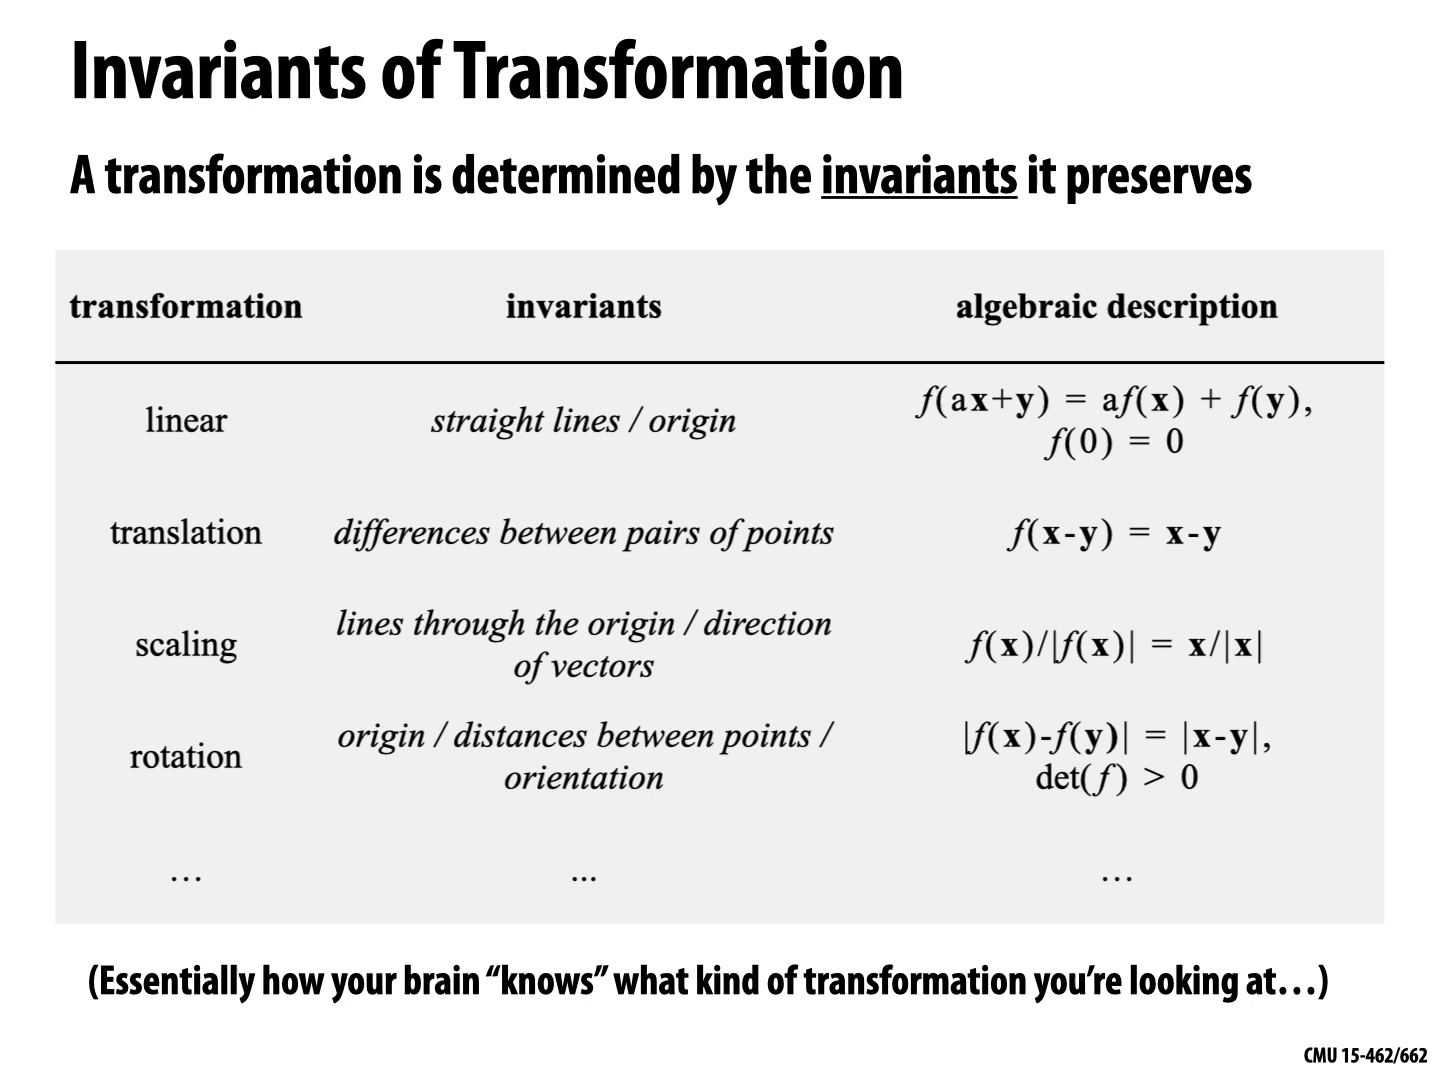 Invariants of Transformation
A transformation is determined by the invariants it preserves
transformation invariants algebraic description
linear straight lines / origin f(ax+y) = af(x) + f(y),
f(0) = 0
translation differences between pairs of points f(x-y) = x-y
scaling lines through the origin / direction
of vectors f(x)/|f(x)| = x/|x|
rotation origin / distances between points /
orientation |f(x)-f(y)| = |x-y|,
det(f) > 0
… ... …
(Essentially how your brain “knows” what kind of transformation you’re looking at…)
CMU 15-462/662